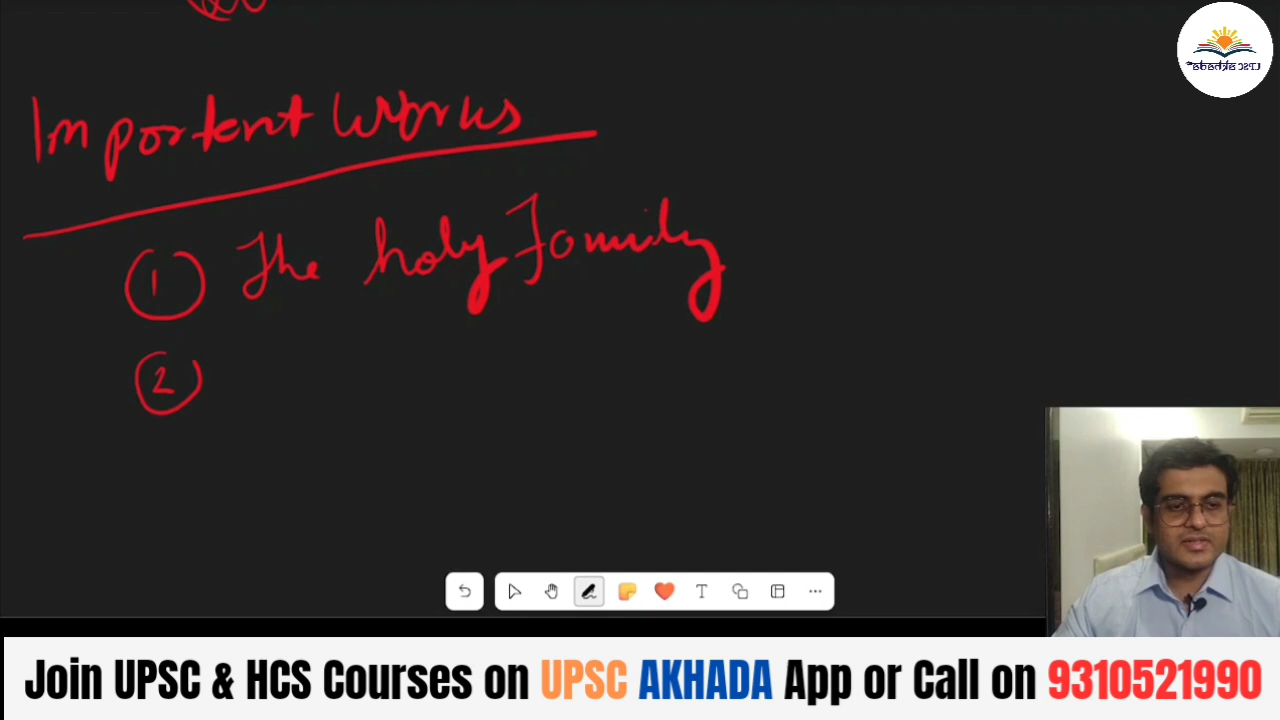 Important Works
1 The holy Family
2
Join UPSC & HCS Courses on UPSC AKHADA App or Call on 9310521990